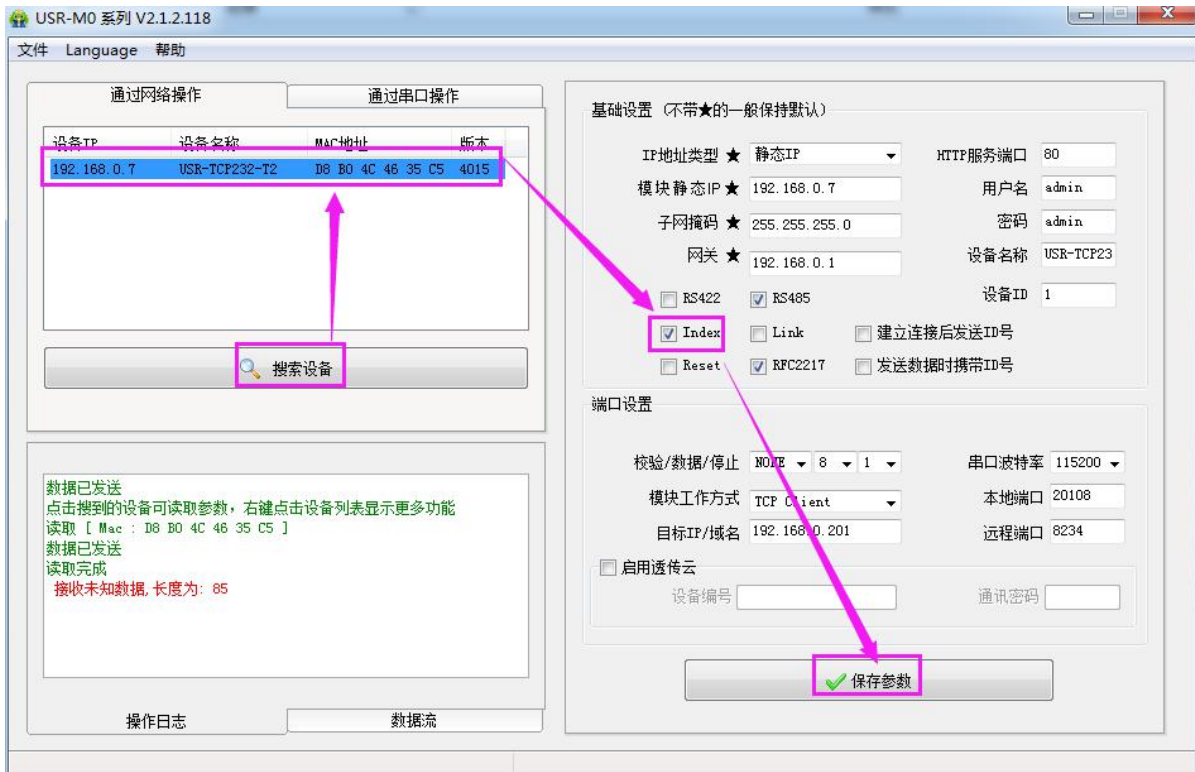 USR-M0 系列 V2.1.2.118
文件 Language 帮助
通过网络操作 通过串口操作
设备IP 设备名称 MAC地址 版本
192.168.0.7 USR-TCP232-T2 D8 B0 4C 46 35 C5 4015
搜索设备
数据已发送
点击搜到的设备可读取参数，右键点击设备列表显示更多功能
读取 [ Mac : D8 B0 4C 46 35 C5 ]
数据已发送
读取完成
接收未知数据,长度为: 85
操作日志 数据流
基础设置 (不带★的一般保持默认)
IP地址类型 ★ 静态IP HTTP服务端口 80
模块静态IP★ 192.168.0.7 用户名 admin
子网掩码 ★ 255.255.255.0 密码 admin
网关 ★ 192.168.0.1 设备名称 USR-TCP23
RS422 RS485 设备ID 1
Index Link 建立连接后发送ID号
Reset RFC2217 发送数据时携带ID号
端口设置
校验/数据/停止 NONE 8 1 串口波特率 115200
模块工作方式 TCP Client 本地端口 20108
目标IP/域名 192.168.0.201 远程端口 8234
启用透传云
设备编号 通讯密码
保存参数